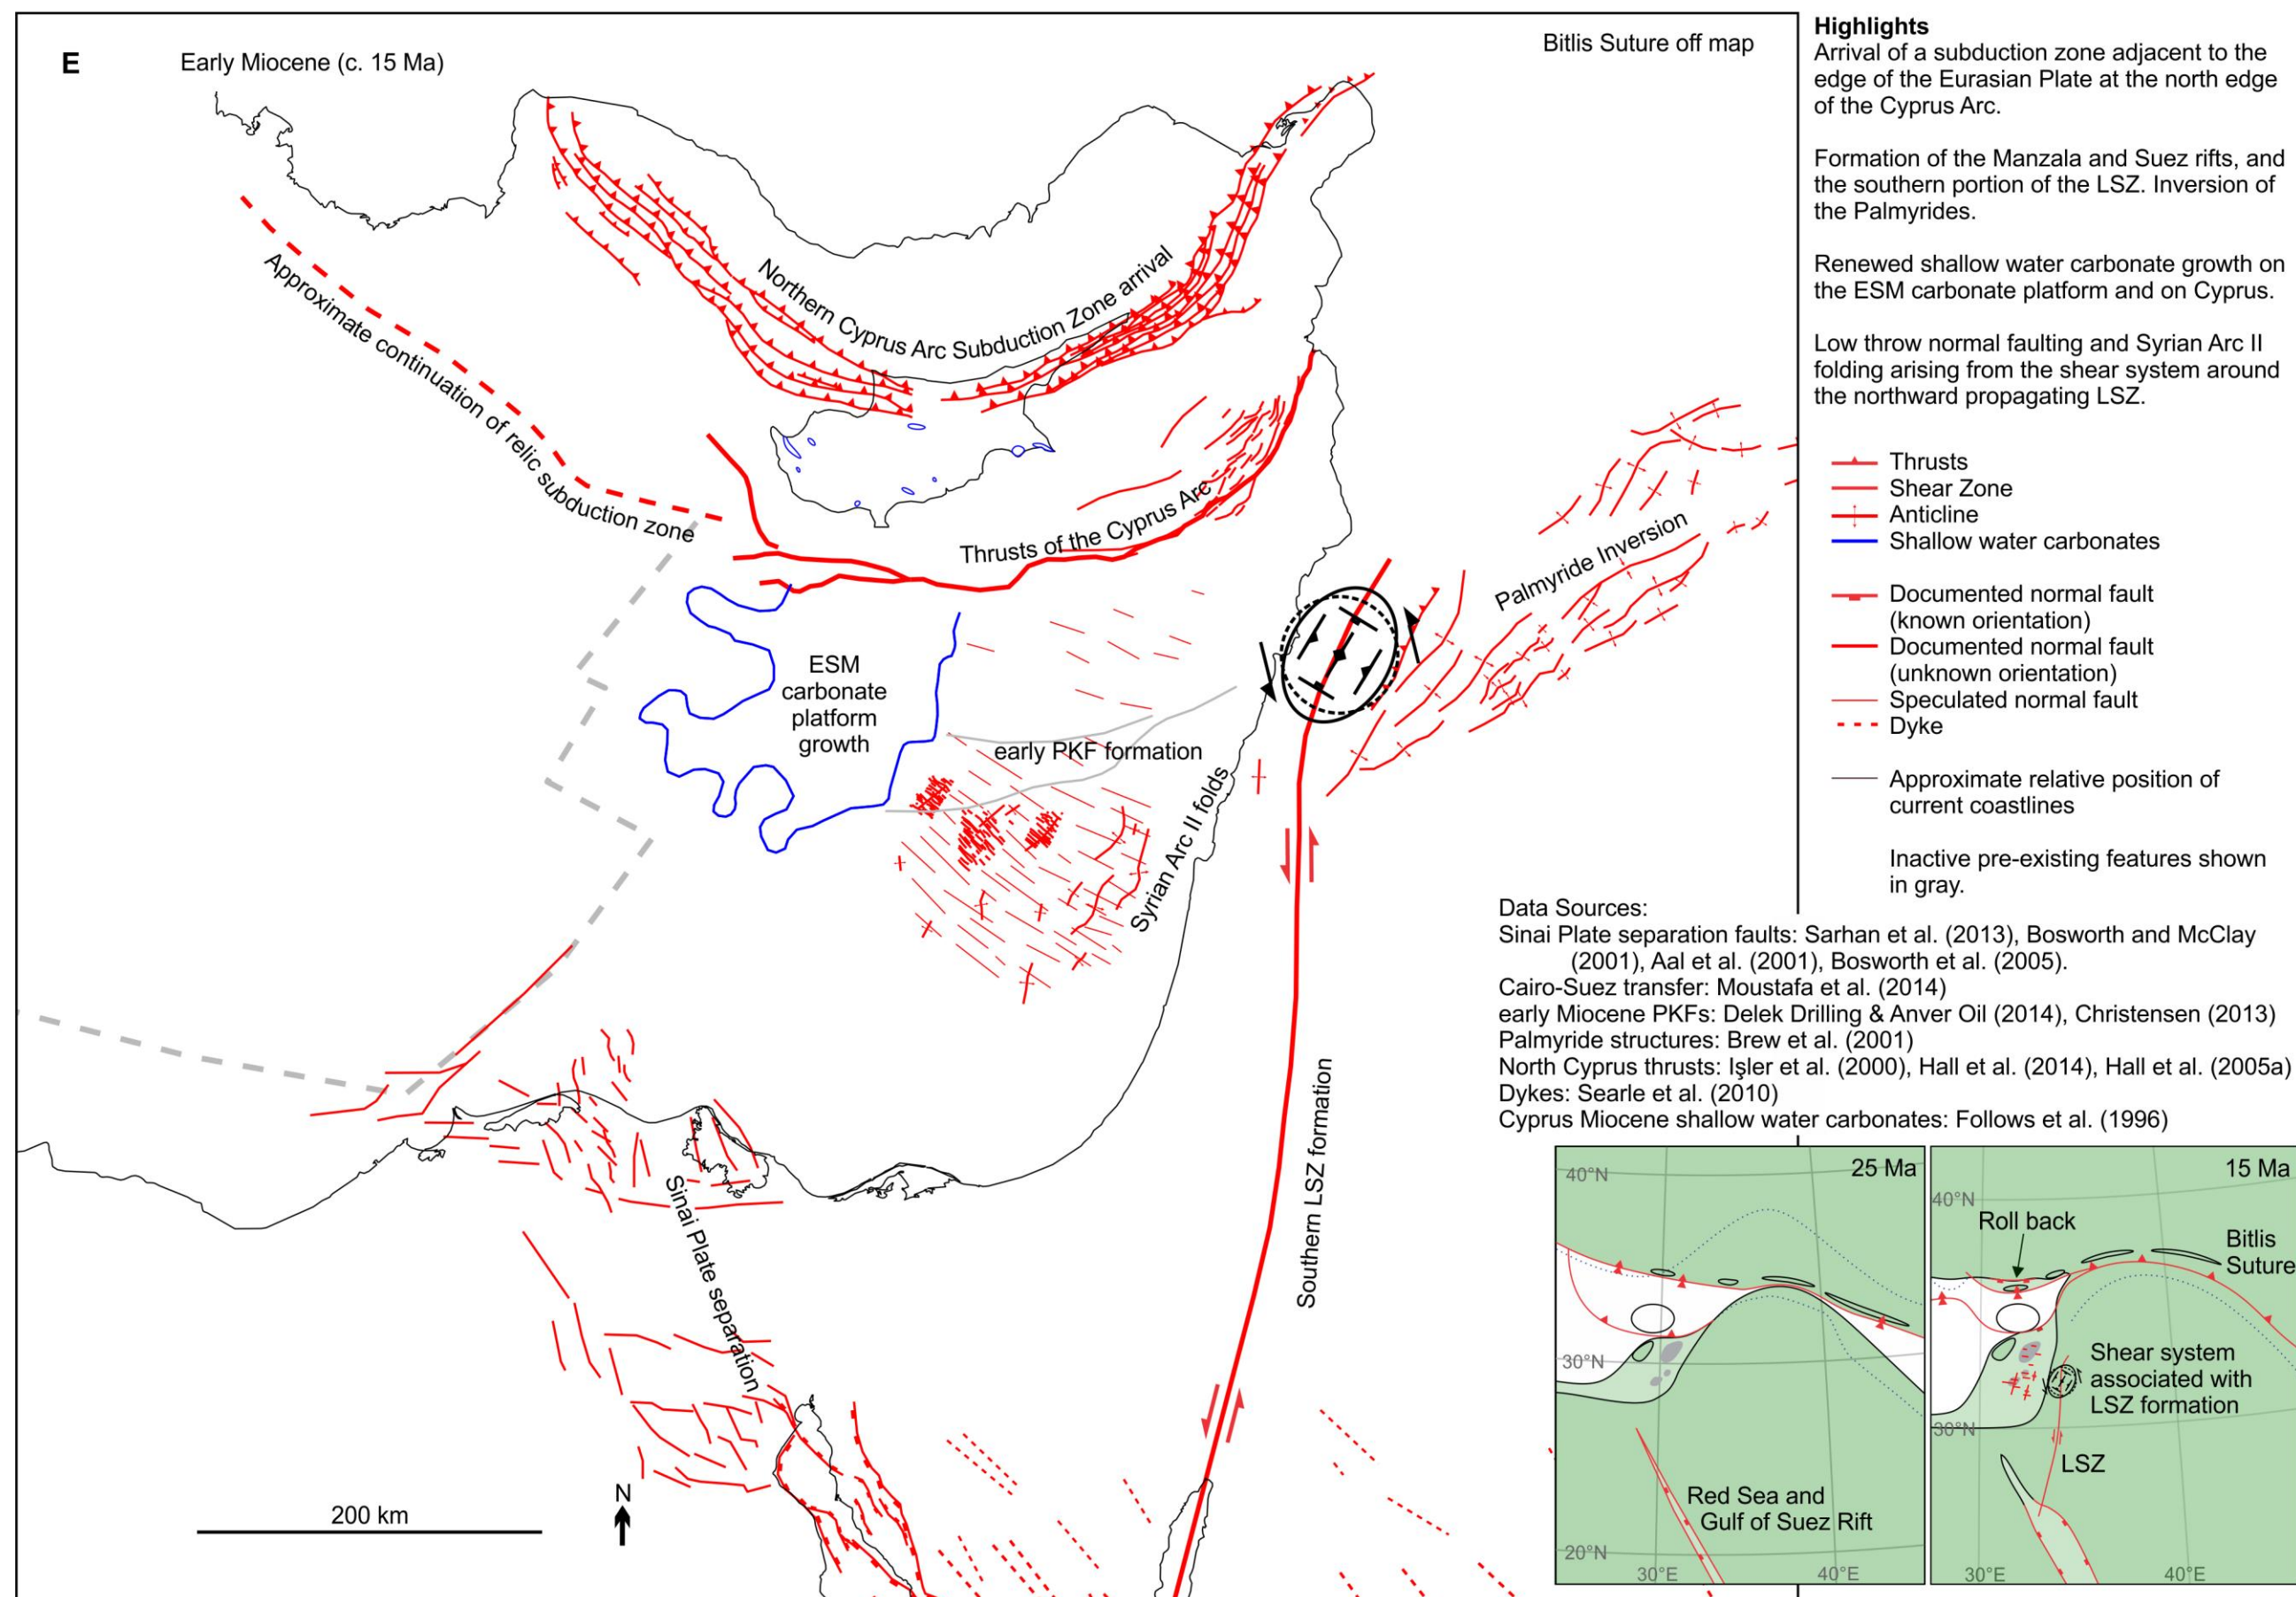 E
Early Miocene (c. 15 Ma)
Bitlis Suture off map
Approximate continuation of relic subduction zone
Northern Cyprus Arc Subduction Zone arrival
Thrusts of the Cyprus Arc
Palmyride Inversion
ESM
carbonate
platform
growth
early PKF formation
Syrian Arc II folds
Southern LSZ formation
Sinai Plate separation
200 km
N
Highlights
Arrival of a subduction zone adjacent to the
edge of the Eurasian Plate at the north edge
of the Cyprus Arc.
Formation of the Manzala and Suez rifts, and
the southern portion of the LSZ. Inversion of
the Palmyrides.
Renewed shallow water carbonate growth on
the ESM carbonate platform and on Cyprus.
Low throw normal faulting and Syrian Arc II
folding arising from the shear system around
the northward propagating LSZ.
Thrusts
Shear Zone
Anticline
Shallow water carbonates
Documented normal fault
(known orientation)
Documented normal fault
(unknown orientation)
Speculated normal fault
Dyke
Approximate relative position of
current coastlines
Inactive pre-existing features shown
in gray.
Data Sources:
Sinai Plate separation faults: Sarhan et al. (2013), Bosworth and McClay
(2001), Aal et al. (2001), Bosworth et al. (2005).
Cairo-Suez transfer: Moustafa et al. (2014)
early Miocene PKFs: Delek Drilling & Anver Oil (2014), Christensen (2013)
Palmyride structures: Brew et al. (2001)
North Cyprus thrusts: Işler et al. (2000), Hall et al. (2014), Hall et al. (2005a)
Dykes: Searle et al. (2010)
Cyprus Miocene shallow water carbonates: Follows et al. (1996)
25 Ma
40°N
30°N
20°N
30°E
40°E
Red Sea and
Gulf of Suez Rift
15 Ma
40°N
Roll back
Bitlis
Suture
Shear system
associated with
LSZ formation
30°N
LSZ
30°E
40°E